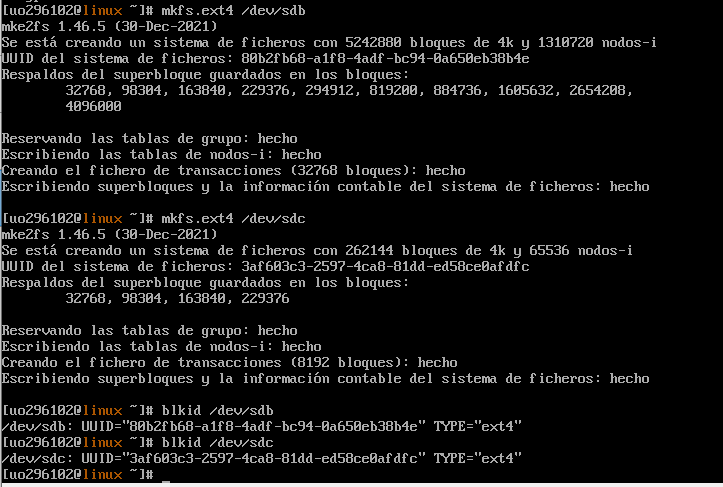 [uo296102@linux ~]# mkfs.ext4 /dev/sdb
mke2fs 1.46.5 (30-Dec-2021)
Se está creando un sistema de ficheros con 5242880 bloques de 4k y 1310720 nodos-i
UUID del sistema de ficheros: 80b2fb68-a1f8-4adf-bc94-0a650eb38b4e
Respaldos del superbloque guardados en los bloques:
        32768, 98304, 163840, 229376, 294912, 819200, 884736, 1605632, 2654208,
        4096000

Reservando las tablas de grupo: hecho
Escribiendo las tablas de nodos-i: hecho
Creando el fichero de transacciones (32768 bloques): hecho
Escribiendo superbloques y la información contable del sistema de ficheros: hecho

[uo296102@linux ~]# mkfs.ext4 /dev/sdc
mke2fs 1.46.5 (30-Dec-2021)
Se está creando un sistema de ficheros con 262144 bloques de 4k y 65536 nodos-i
UUID del sistema de ficheros: 3af603c3-2597-4ca8-81dd-ed58ce0afdfc
Respaldos del superbloque guardados en los bloques:
        32768, 98304, 163840, 229376

Reservando las tablas de grupo: hecho
Escribiendo las tablas de nodos-i: hecho
Creando el fichero de transacciones (8192 bloques): hecho
Escribiendo superbloques y la información contable del sistema de ficheros: hecho

[uo296102@linux ~]# blkid /dev/sdb
/dev/sdb: UUID="80b2fb68-a1f8-4adf-bc94-0a650eb38b4e" TYPE="ext4"
[uo296102@linux ~]# blkid /dev/sdc
/dev/sdc: UUID="3af603c3-2597-4ca8-81dd-ed58ce0afdfc" TYPE="ext4"
[uo296102@linux ~]# _